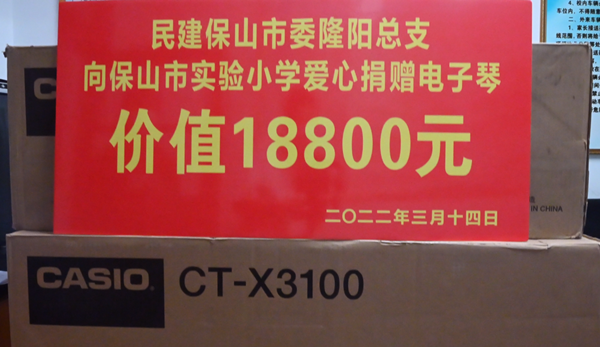 民建保山市委隆阳总支
向保山市实验小学爱心捐赠电子琴
价值18800元
二〇二二年三月十四日
IN CHINA
CASIO
CT-X3100